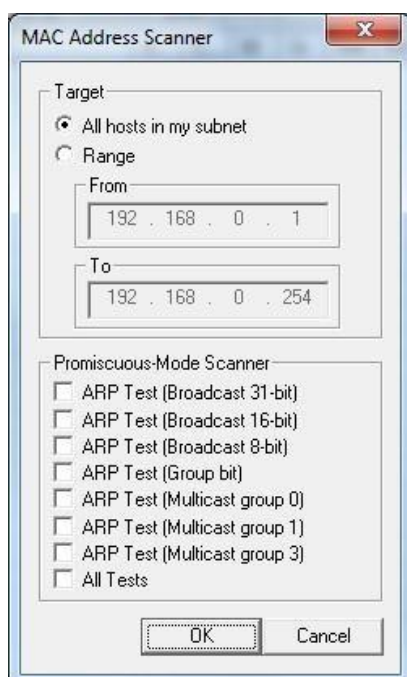 MAC Address Scanner
Target
All hosts in my subnet
Range
From
192 . 168 . 0 . 1
To
192 . 168 . 0 . 254
Promiscuous-Mode Scanner
ARP Test (Broadcast 31-bit)
ARP Test (Broadcast 16-bit)
ARP Test (Broadcast 8-bit)
ARP Test (Group bit)
ARP Test (Multicast group 0)
ARP Test (Multicast group 1)
ARP Test (Multicast group 3)
All Tests
OK Cancel